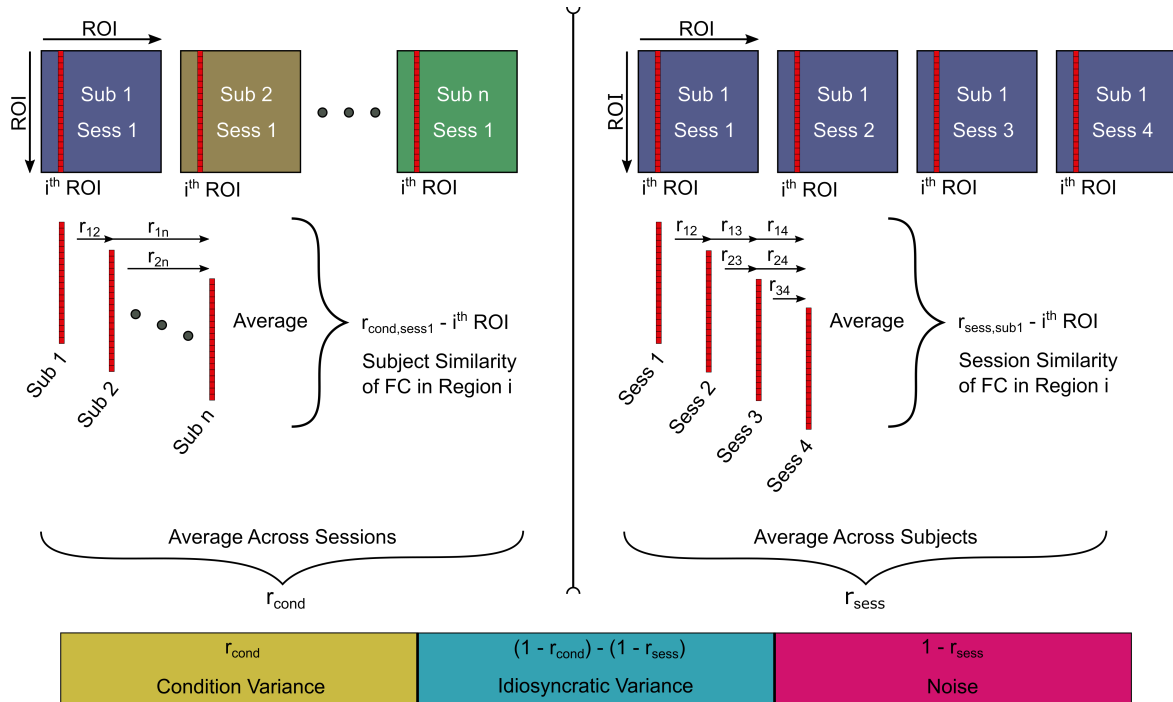 ROI
ROI
Sub 1
Sess 1
Sub 2
Sess 1
Sub n
Sess 1
ith ROI
ith ROI
ith ROI
r12
r1n
r2n
Sub 1
Sub 2
Sub n
Average
rcond,sess1 - ith ROI
Subject Similarity
of FC in Region i
Average Across Sessions
rcond
ROI
ROI
Sub 1
Sess 1
Sub 1
Sess 2
Sub 1
Sess 3
Sub 1
Sess 4
ith ROI
ith ROI
ith ROI
ith ROI
r12
r13
r14
r23
r24
r34
Sess 1
Sess 2
Sess 3
Sess 4
Average
rsess,sub1 - ith ROI
Session Similarity
of FC in Region i
Average Across Subjects
rsess
rcond
Condition Variance
(1 - rcond) - (1 - rsess)
Idiosyncratic Variance
1 - rsess
Noise